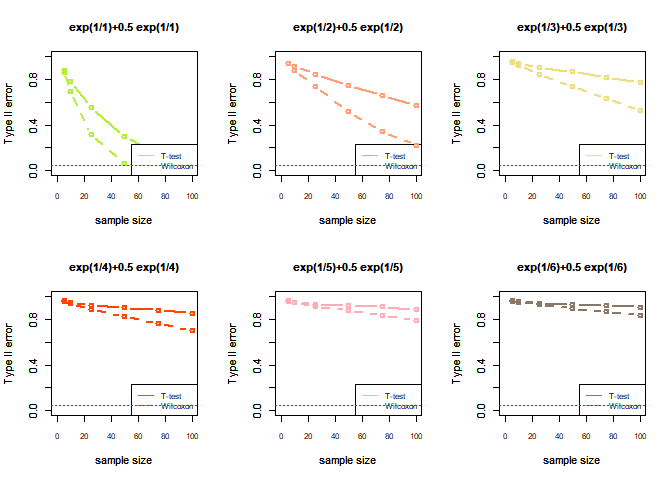 exp(1/1)+0.5 exp(1/1)
exp(1/2)+0.5 exp(1/2)
exp(1/3)+0.5 exp(1/3)
Type II error
0.8
0.4
0.0
T-test
Wilcoxon
0 20 40 60 80 100
sample size
Type II error
0.8
0.4
0.0
T-test
Wilcoxon
0 20 40 60 80 100
sample size
Type II error
0.8
0.4
0.0
T-test
Wilcoxon
0 20 40 60 80 100
sample size
exp(1/4)+0.5 exp(1/4)
exp(1/5)+0.5 exp(1/5)
exp(1/6)+0.5 exp(1/6)
Type II error
0.8
0.4
0.0
T-test
Wilcoxon
0 20 40 60 80 100
sample size
Type II error
0.8
0.4
0.0
T-test
Wilcoxon
0 20 40 60 80 100
sample size
Type II error
0.8
0.4
0.0
T-test
Wilcoxon
0 20 40 60 80 100
sample size